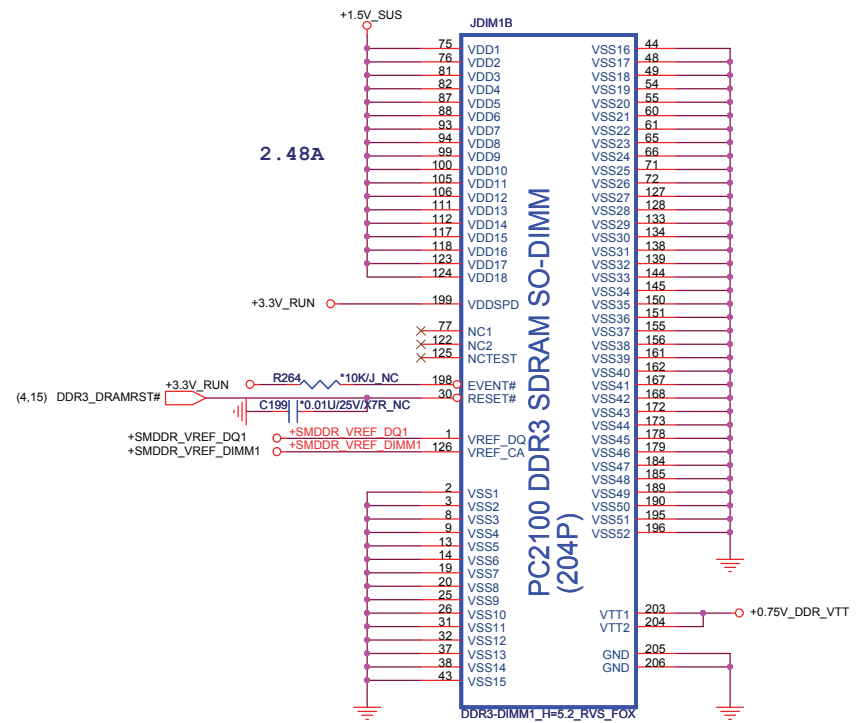 +1.5V_SUS
JDIM1B
75 VDD1 VSS16 44
76 VDD2 VSS17 48
81 VDD3 VSS18 49
82 VDD4 VSS19 54
87 VDD5 VSS20 55
88 VDD6 VSS21 60
93 VDD7 VSS22 61
94 VDD8 VSS23 65
2.48A
99 VDD9 VSS24 66
100 VDD10 VSS25 71
105 VDD11 VSS26 72
106 VDD12 VSS27 127
111 VDD13 VSS28 128
112 VDD14 VSS29 133
117 VDD15 VSS30 134
118 VDD16 VSS31 138
123 VDD17 VSS32 139
124 VDD18 VSS33 144
VSS34 145
+3.3V_RUN 199 VDDSPD VSS35 150
VSS36 151
77 NC1 VSS37 155
122 NC2 VSS38 156
125 NCTEST VSS39 161
VSS40 162
+3.3V_RUN R264 *10K/J_NC 198 EVENT# VSS41 167
(4,15) DDR3_DRAMRST# 30 RESET# VSS42 168
C199 *0.01U/25V/X7R_NC VSS43 172
VSS44 173
+SMDDR_VREF_DQ1 +SMDDR_VREF_DQ1 1 VREF_DQ VSS45 178
+SMDDR_VREF_DIMM1 +SMDDR_VREF_DIMM1 126 VREF_CA VSS46 179
VSS47 184
VSS48 185
2 VSS1 VSS49 189
3 VSS2 VSS50 190
8 VSS3 VSS51 195
9 VSS4 VSS52 196
13 VSS5
14 VSS6
19 VSS7
20 VSS8
25 VSS9
26 VSS10 VTT1 203 +0.75V_DDR_VTT
31 VSS11 VTT2 204
32 VSS12
37 VSS13 GND 205
38 VSS14 GND 206
43 VSS15
PC2100 DDR3 SDRAM SO-DIMM
(204P)
DDR3-DIMM1_H=5.2_RVS_FOX